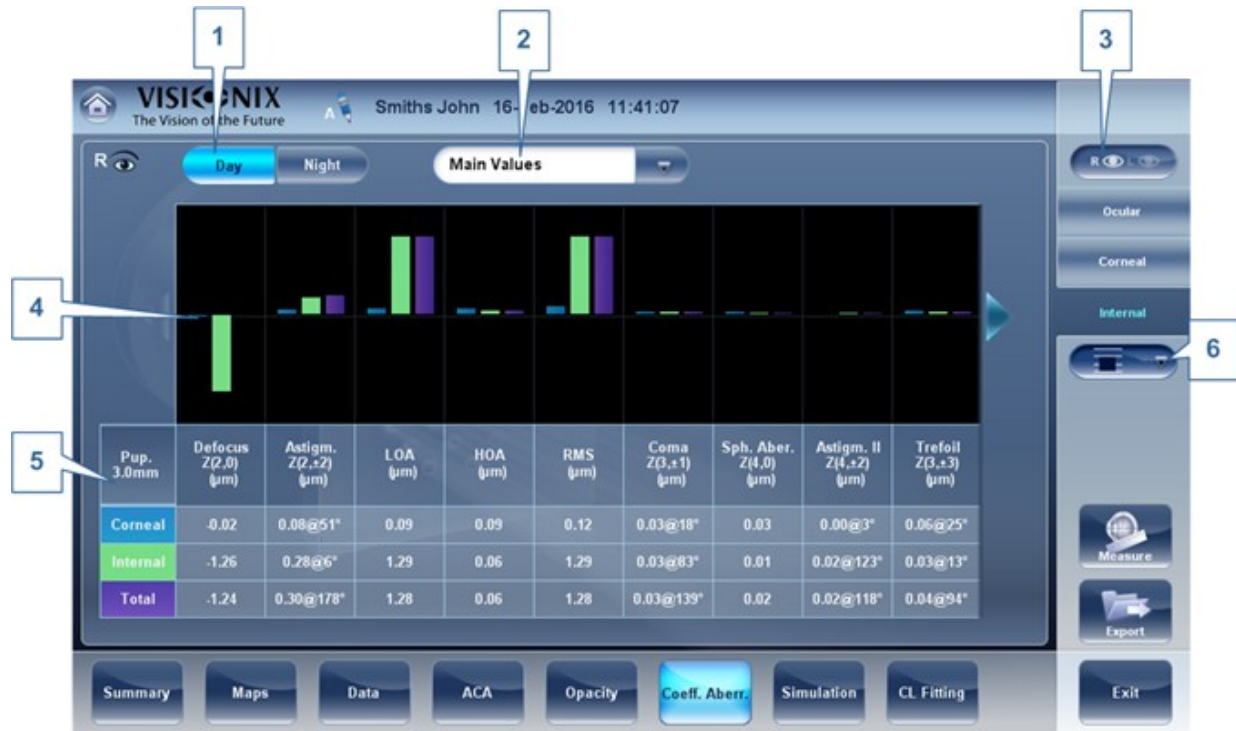 1
2
3
VISIONIX
The Vision of the Future
A
Smiths John 16-Feb-2016 11:41:07
R
Day
Night
Main Values
R L
Ocular
Corneal
Internal
4
6
5
Pup.
3.0mm
Defocus
Z(2,0)
(µm)
Astigm.
Z(2,±2)
(µm)
LOA
(µm)
HOA
(µm)
RMS
(µm)
Coma
Z(3,±1)
(µm)
Sph. Aber.
Z(4,0)
(µm)
Astigm. II
Z(4,±2)
(µm)
Trefoil
Z(3,±3)
(µm)
Corneal -0.02 0.08@51° 0.09 0.09 0.12 0.03@18° 0.03 0.00@3° 0.06@25°
Internal -1.26 0.28@6° 1.29 0.06 1.29 0.03@83° 0.01 0.02@123° 0.03@13°
Total -1.24 0.30@178° 1.28 0.06 1.28 0.03@139° 0.02 0.02@118° 0.04@94°
Measure
Export
Summary
Maps
Data
ACA
Opacity
Coeff. Aberr.
Simulation
CL Fitting
Exit